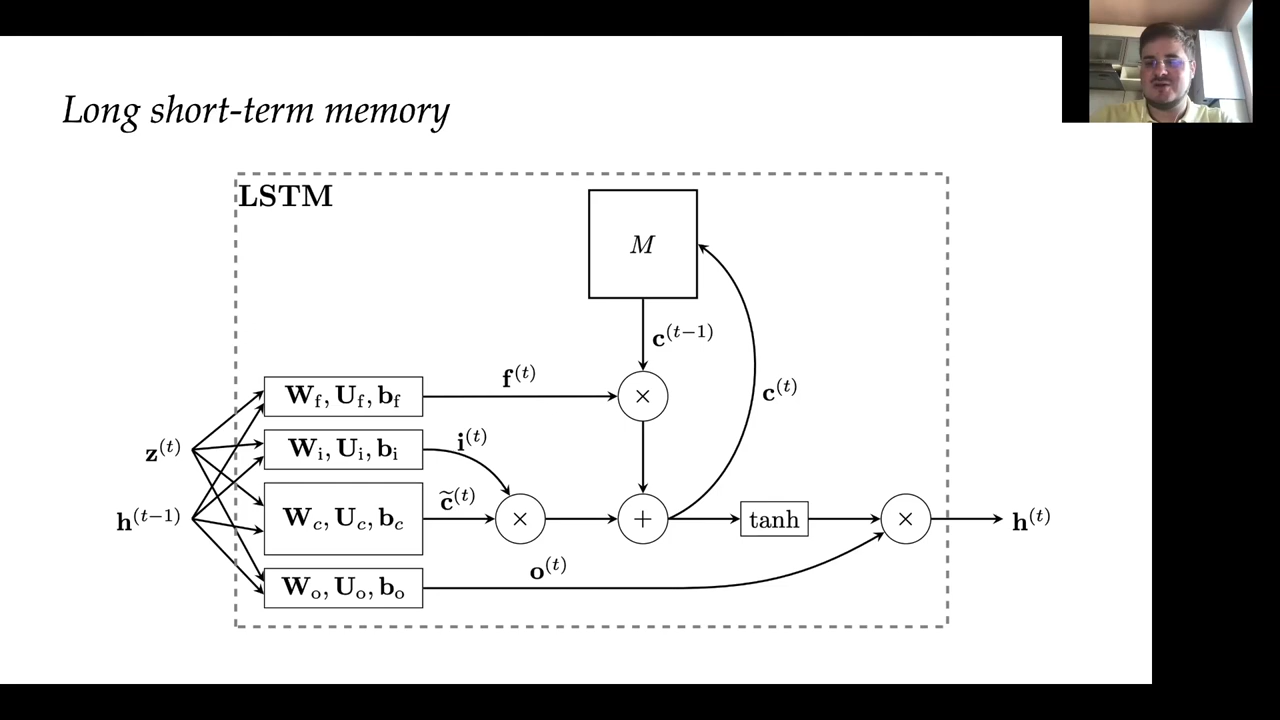 Long short-term memory
LSTM
M
c^{(t−1)}
f^{(t)}
×
c^{(t)}
W_f, U_f, b_f
z^{(t)}
W_i, U_i, b_i
i^{(t)}
c̃^{(t)}
h^{(t−1)}
W_c, U_c, b_c
×
+
tanh
×
h^{(t)}
o^{(t)}
W_o, U_o, b_o